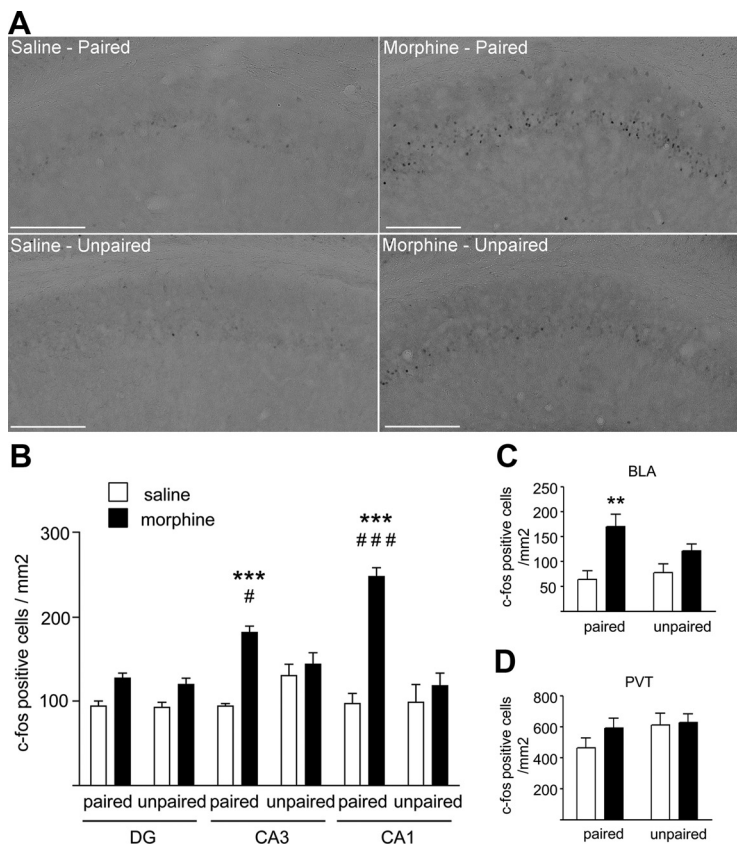 A
Saline - Paired
Morphine - Paired
Saline - Unpaired
Morphine - Unpaired
B
saline
morphine
c-fos positive cells / mm2
300
200
100
***
#
***
# # #
paired unpaired paired unpaired paired unpaired
DG CA3 CA1
C
BLA
c-fos positive cells
/mm2
250
200
150
100
50
**
paired unpaired
D
PVT
c-fos positive cells
/mm2
800
600
400
200
paired unpaired